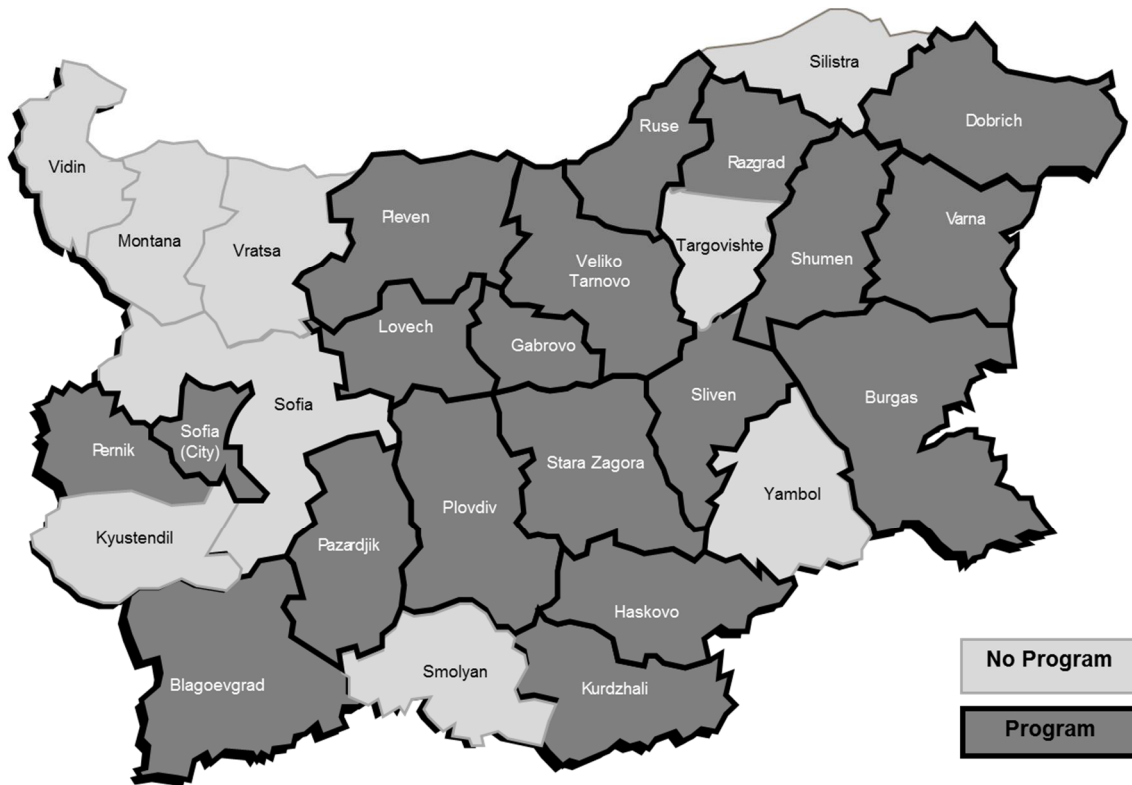 Silistra
Ruse
Dobrich
Razgrad
Vidin
Pleven
Varna
Montana
Vratsa
Targovishte
Shumen
Veliko
Tarnovo
Lovech
Gabrovo
Sliven
Burgas
Sofia
Sofia
(City)
Pernik
Stara Zagora
Yambol
Plovdiv
Kyustendil
Pazardjik
Haskovo
Smolyan
Blagoevgrad
Kurdzhali
No Program
Program